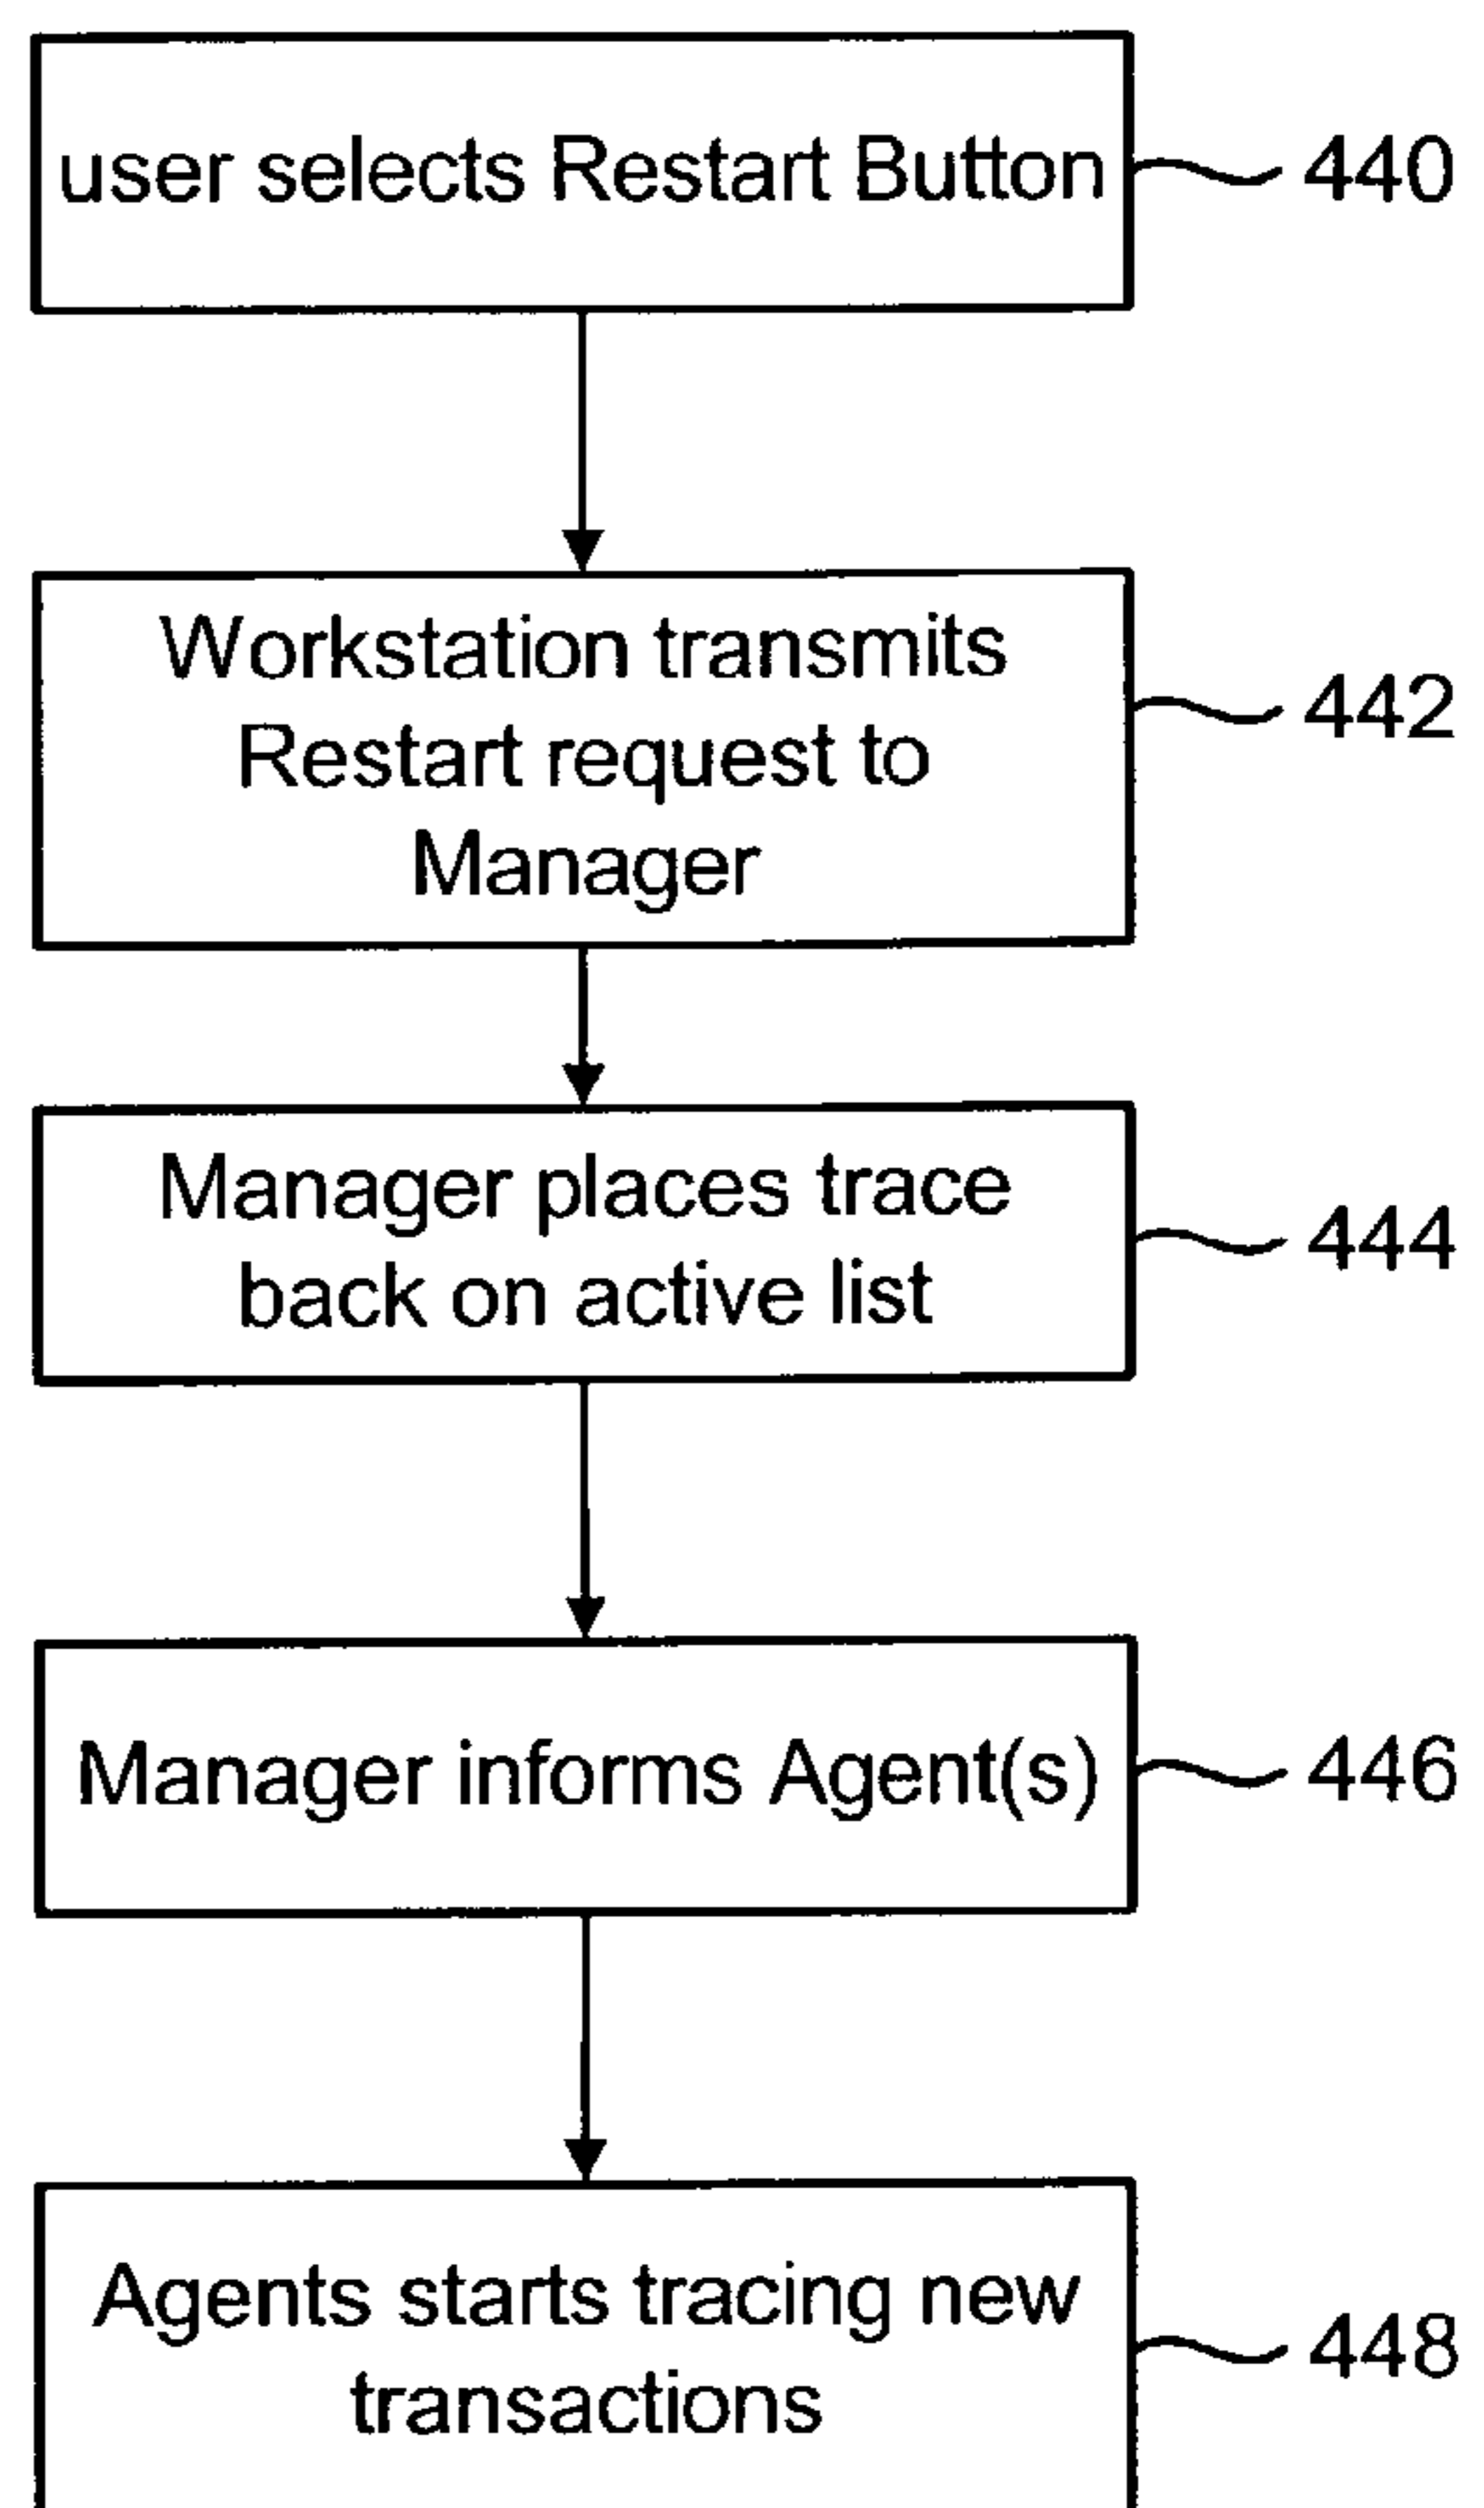 user selects Restart Button
440
Workstation transmits
Restart request to
Manager
442
Manager places trace
back on active list
444
Manager informs Agent(s)
446
Agents starts tracing new
transactions
448